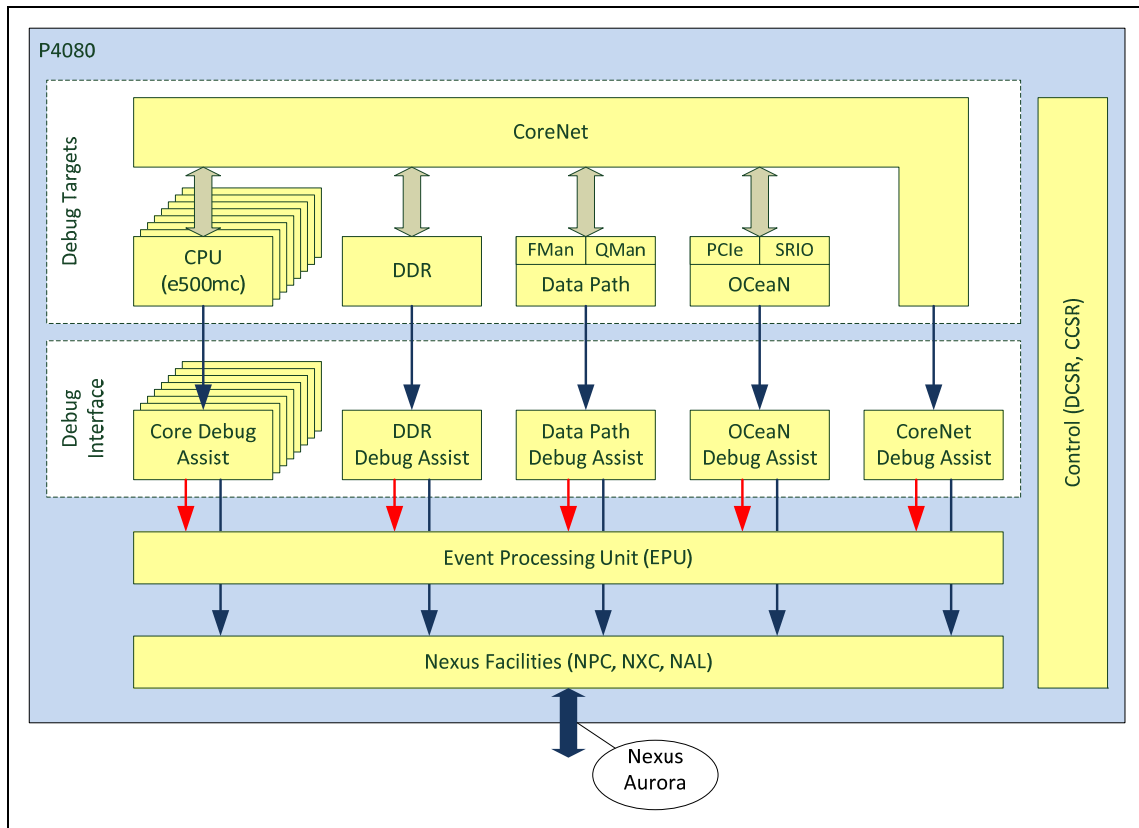 P4080
Debug Targets
CoreNet
CPU
(e500mc)
DDR
FMan
QMan
Data Path
PCIe
SRIO
OCeaN
Control (DCSR, CCSR)
Debug
Interface
Core Debug
Assist
DDR
Debug Assist
Data Path
Debug Assist
OCeaN
Debug Assist
CoreNet
Debug Assist
Event Processing Unit (EPU)
Nexus Facilities (NPC, NXC, NAL)
Nexus
Aurora